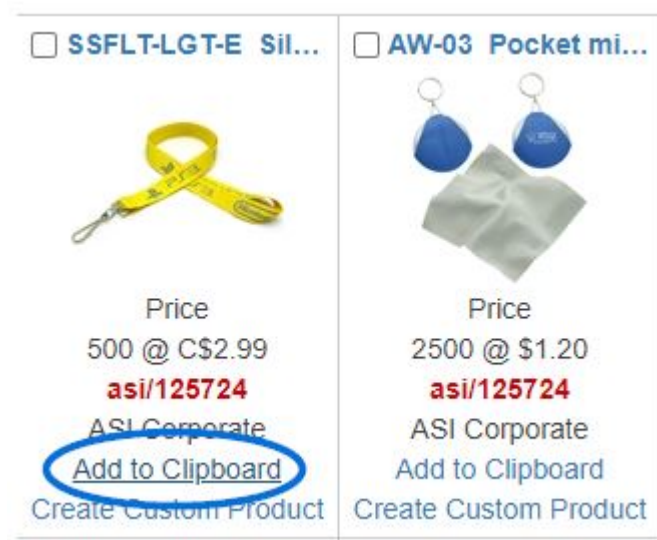 SSFLT-LGT-E Sil...
AW-03 Pocket mi...
PS3
Price
500 @ C$2.99
asi/125724
ASI Corporate
Add to Clipboard
Create Custom Product
Price
2500 @ $1.20
asi/125724
ASI Corporate
Add to Clipboard
Create Custom Product